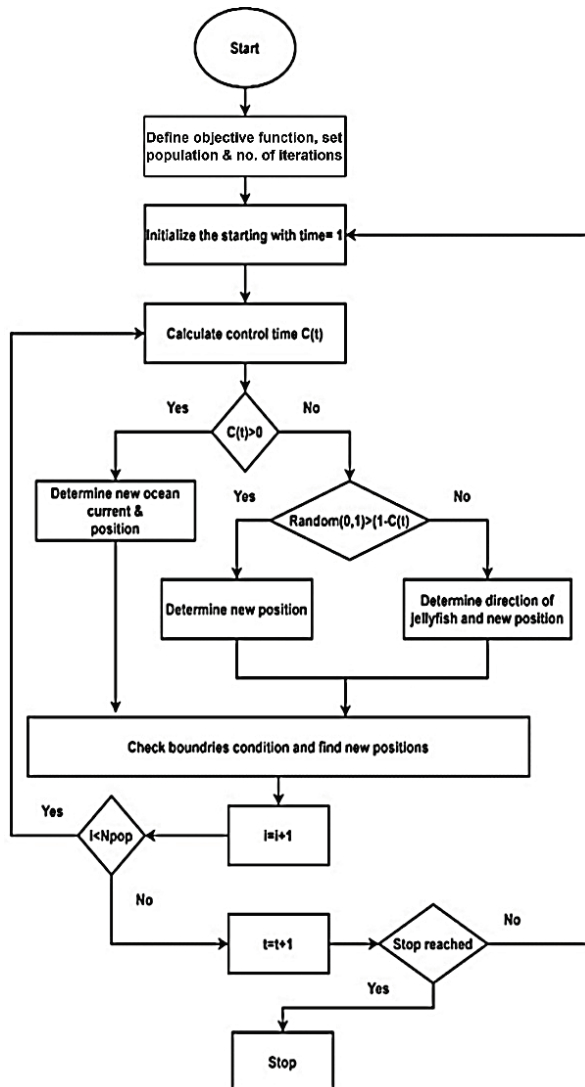 Start
Define objective function, set
population & no. of iterations
Initialize the starting with time= 1
Calculate control time C(t)
Yes
No
C(t)>0
Determine new ocean
current &
position
Yes
No
Random(0,1)>(1-C(t)
Determine new position
Determine direction of
jellyfish and new position
Check boundries condition and find new positions
Yes
i<Npop
i=i+1
No
t=t+1
Stop reached
No
Yes
Stop